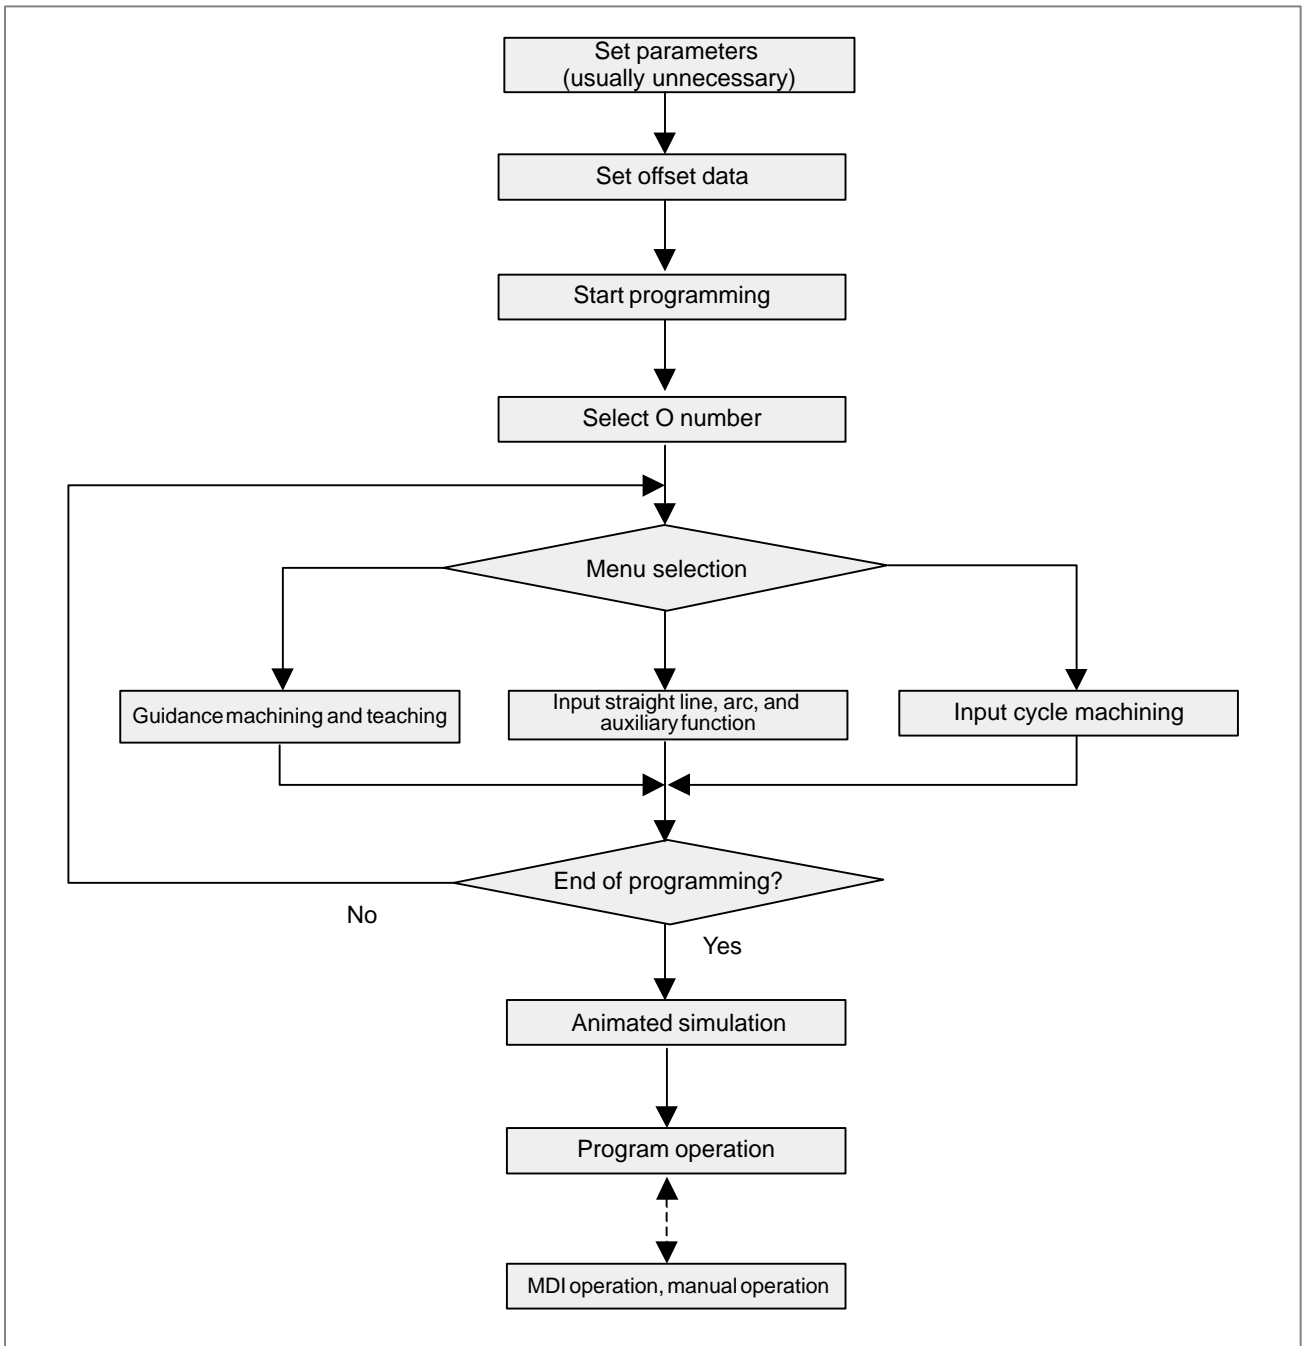 Set parameters
(usually unnecessary)
Set offset data
Start programming
Select O number
Menu selection
Guidance machining and teaching
Input straight line, arc, and
auxiliary function
Input cycle machining
End of programming?
No
Yes
Animated simulation
Program operation
MDI operation, manual operation